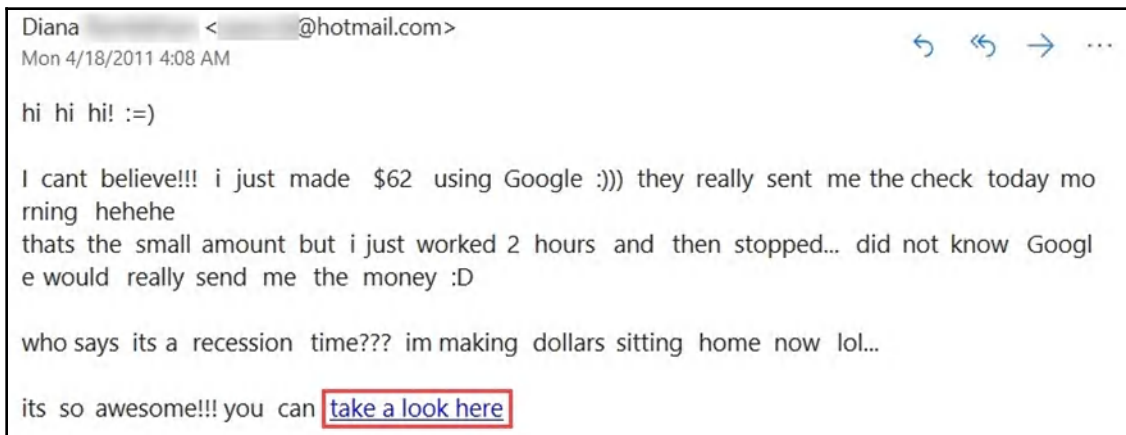 Diana < @hotmail.com>
Mon 4/18/2011 4:08 AM
hi hi hi! :=)
I cant believe!!! i just made $62 using Google :))) they really sent me the check today mo
rning hehehe
thats the small amount but i just worked 2 hours and then stopped... did not know Googl
e would really send me the money :D
who says its a recession time??? im making dollars sitting home now lol...
its so awesome!!! you can take a look here